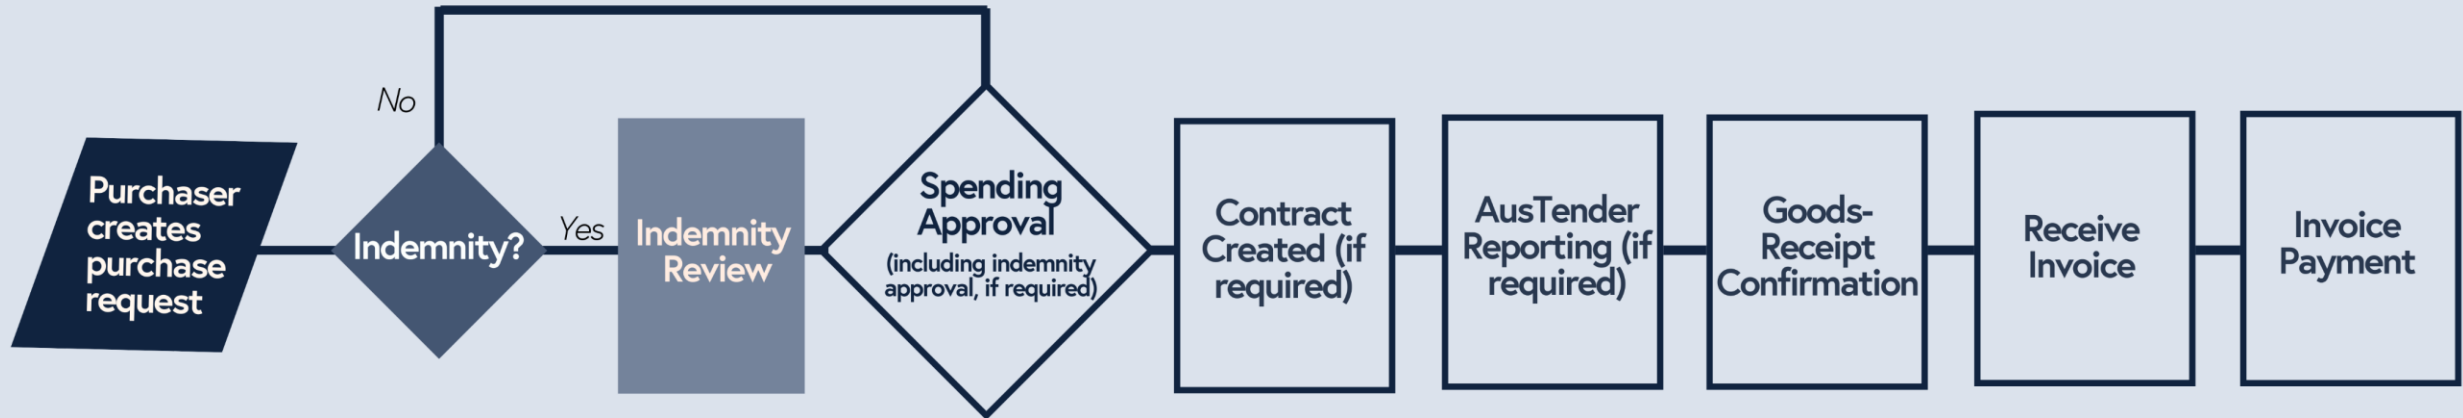 No
Purchaser
creates
purchase
request
Indemnity?
Yes
Indemnity
Review
Spending
Approval
(including indemnity
approval, if required)
Contract
Created (if
required)
AusTender
Reporting (if
required)
Goods-
Receipt
Confirmation
Receive
Invoice
Invoice
Payment